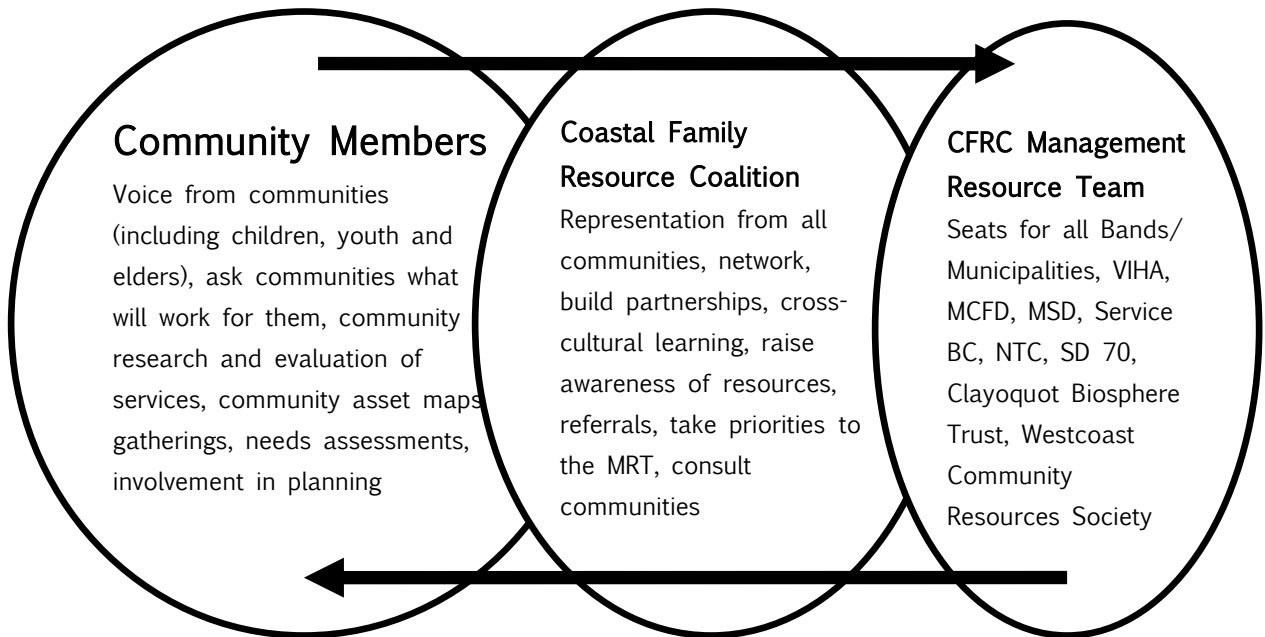 Community Members
Voice from communities
(including children, youth and
elders), ask communities what
will work for them, community
research and evaluation of
services, community asset maps
gatherings, needs assessments,
involvement in planning
Coastal Family
Resource Coalition
Representation from all
communities, network,
build partnerships, cross-
cultural learning, raise
awareness of resources,
referrals, take priorities to
the MRT, consult
communities
CFRC Management
Resource Team
Seats for all Bands/
Municipalities, VIHA,
MCFD, MSD, Service
BC, NTC, SD 70,
Clayoquot Biosphere
Trust, Westcoast
Community
Resources Society